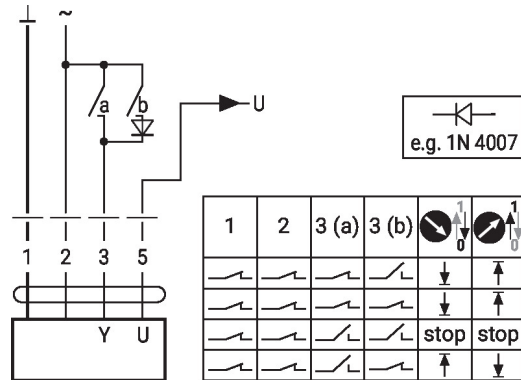 ⊥ ~
a b
U
e.g. 1N 4007
1 2 3 5
Y U
1 2 3 (a) 3 (b) 1 0 1 0
stop stop